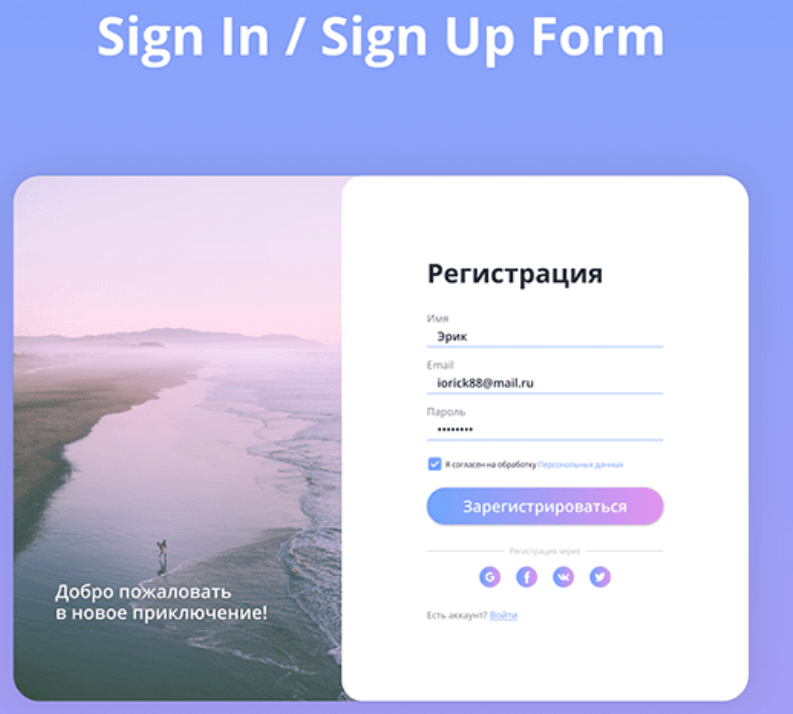 Sign In / Sign Up Form
Добро пожаловать
в новое приключение!
Регистрация
Имя
Эрик
Email
iorick88@mail.ru
Пароль
••••••••
Я согласен на обработку Персональных данных
Зарегистрироваться
Регистрация через
Есть аккаунт? Войти